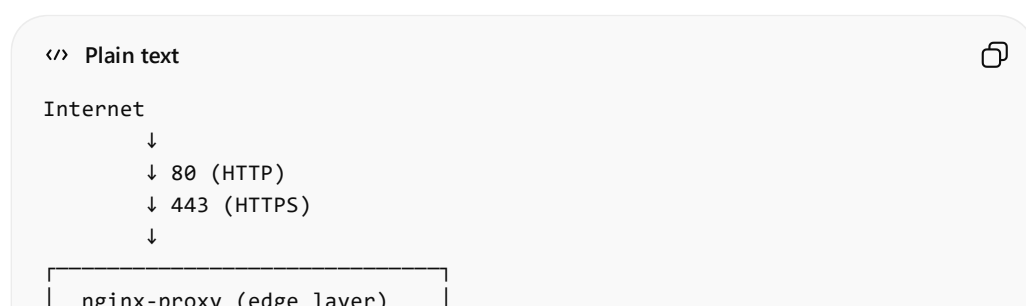 Plain text
Internet
↓
↓ 80 (HTTP)
↓ 443 (HTTPS)
↓
nginx-proxy (edge layer)